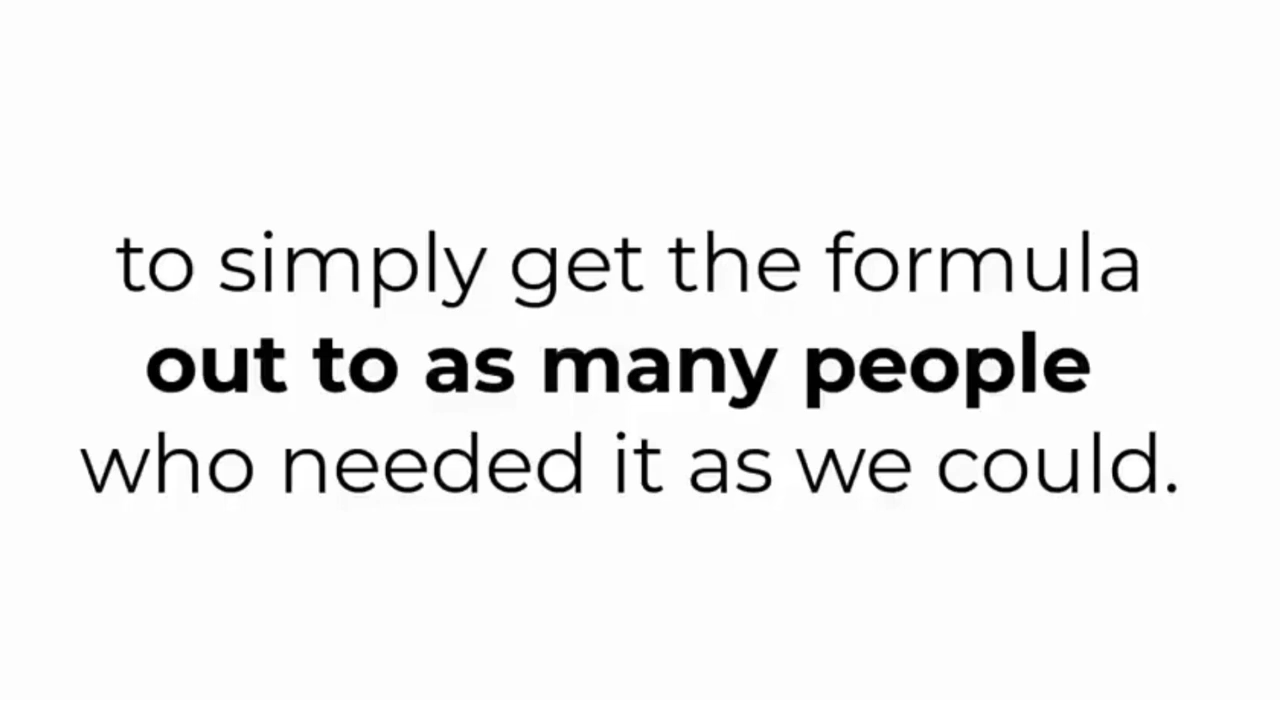 to simply get the formula
out to as many people
who needed it as we could.